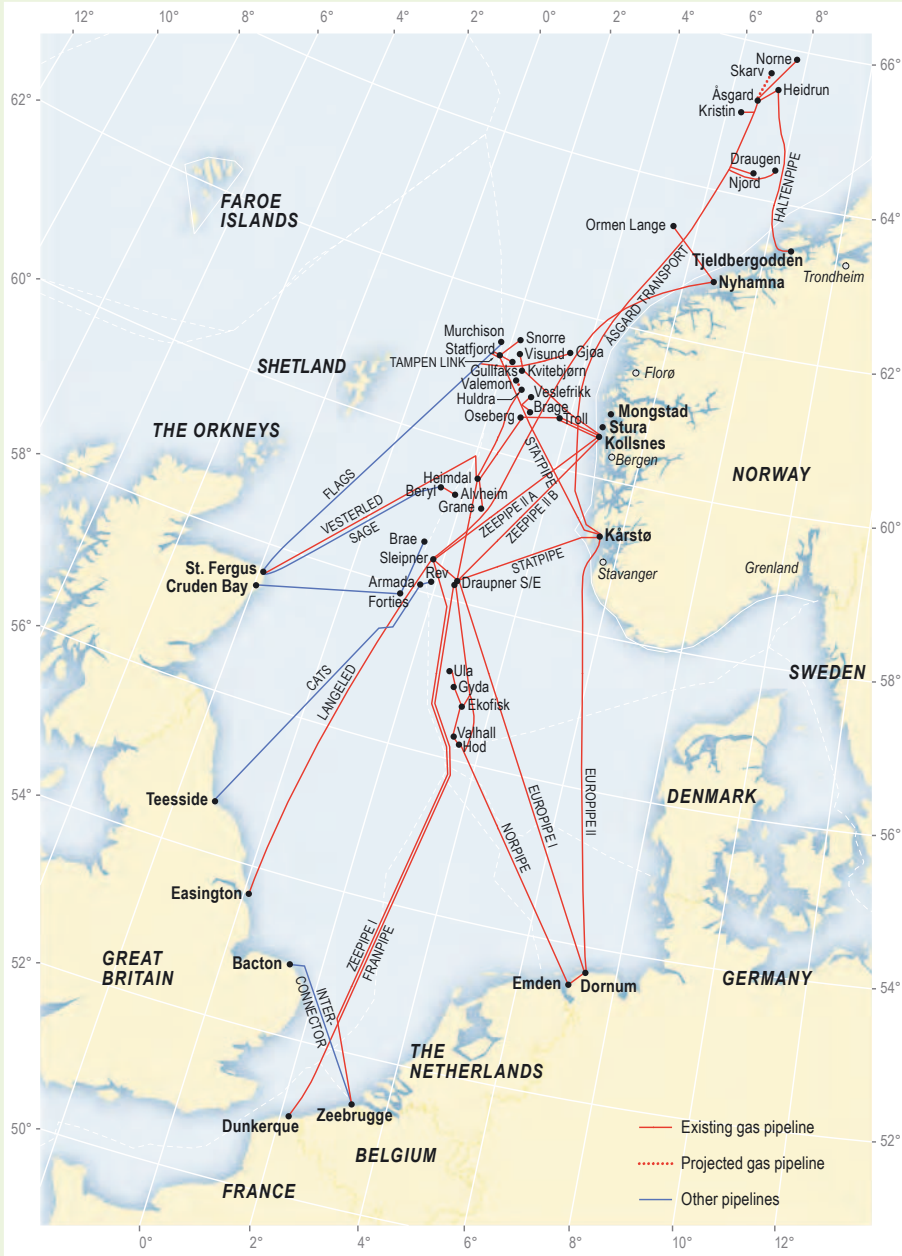 12° 10° 8° 6° 4° 2° 0° 2° 4° 6° 8°
66°
62°
Norne
Skarv
Åsgard
Heidrun
Kristin
Draugen
Njord
HALTENPIPE
64°
FAROE
ISLANDS
Ormen Lange
Tjeldbergodden
Trondheim
Nyhamna
ÅSGARD TRANSPORT
60°
Murchison
Snorre
Statfjord
Visund
Gjøa
TAMPEN LINK
Gullfaks
Kvitebjørn
Valemon
Veslefrikk
Huldra
Brage
Oseberg
Troll
SHETLAND
Florø
62°
Mongstad
Stura
Kollsnes
Bergen
THE ORKNEYS
58°
STATPIPE
NORWAY
FLAGS
VESTERLED
SAGE
Heimdal
Beryl
Alvheim
Grane
ZEEPIPE II A
ZEEPIPE II B
60°
Kårstø
Brae
Sleipner
Rev
STATPIPE
St. Fergus
Cruden Bay
Armada
Forties
Draupner S/E
Stavanger
Grenland
56°
CATS
LANGELED
Ula
Gyda
Ekofisk
Valhall
Hod
SWEDEN
58°
54°
Teesside
NORPIPE
EUROPIPE I
EUROPIPE II
DENMARK
56°
Easington
ZEEPIPE I
FRANPIPE
GREAT
BRITAIN
52°
Bacton
INTER-
CONNECTOR
Emden
Dornum
GERMANY
54°
THE
NETHERLANDS
Dunkerque
Zeebrugge
50°
BELGIUM
FRANCE
Existing gas pipeline
Projected gas pipeline
Other pipelines
52°
0° 2° 4° 6° 8° 10° 12°